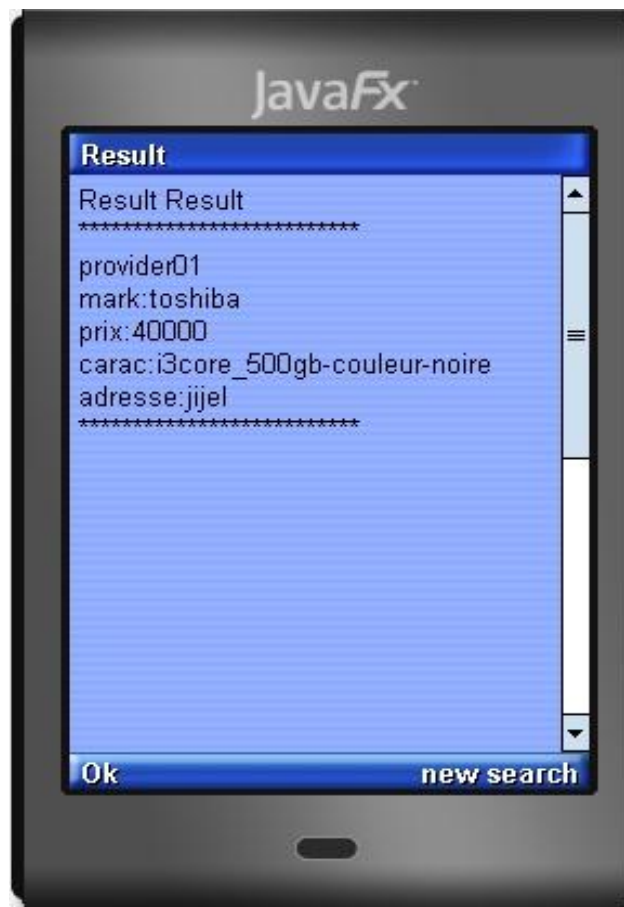 JavaFx
Result
Result Result
**************************
provider01
mark:toshiba
prix:40000
carac:i3core_500gb-couleur-noire
adresse:jijel
**************************
Ok new search